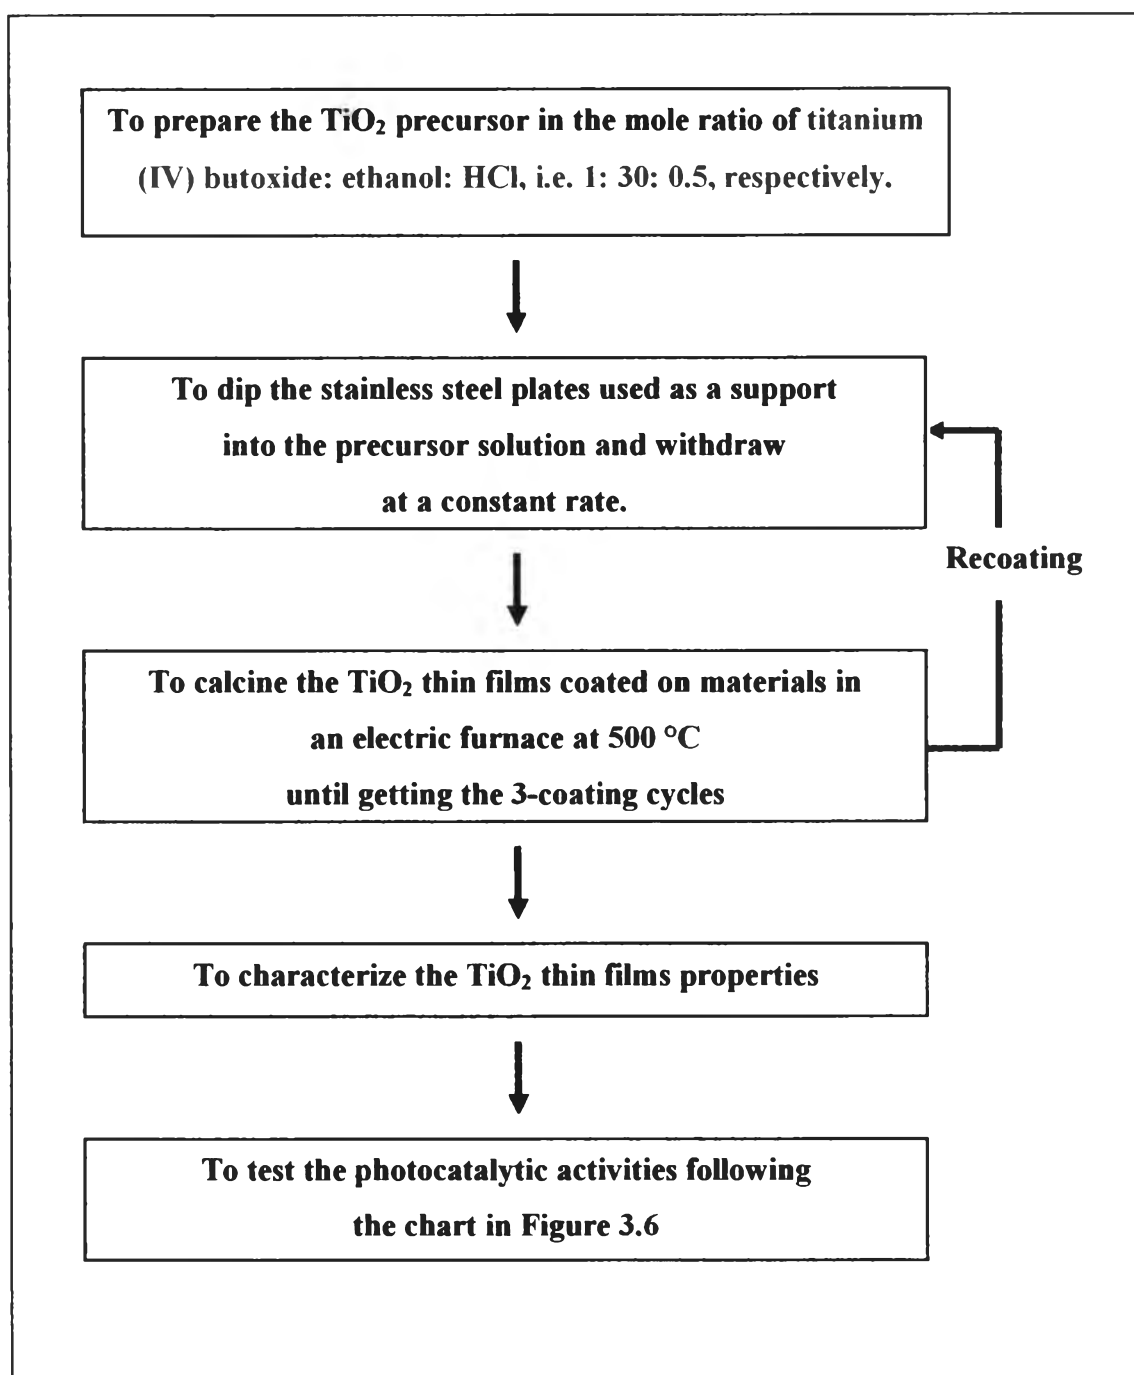 To prepare the TiO₂ precursor in the mole ratio of titanium
(IV) butoxide: ethanol: HCl, i.e. 1: 30: 0.5, respectively.
To dip the stainless steel plates used as a support
into the precursor solution and withdraw
at a constant rate.
Recoating
To calcine the TiO₂ thin films coated on materials in
an electric furnace at 500 °C
until getting the 3-coating cycles
To characterize the TiO₂ thin films properties
To test the photocatalytic activities following
the chart in Figure 3.6